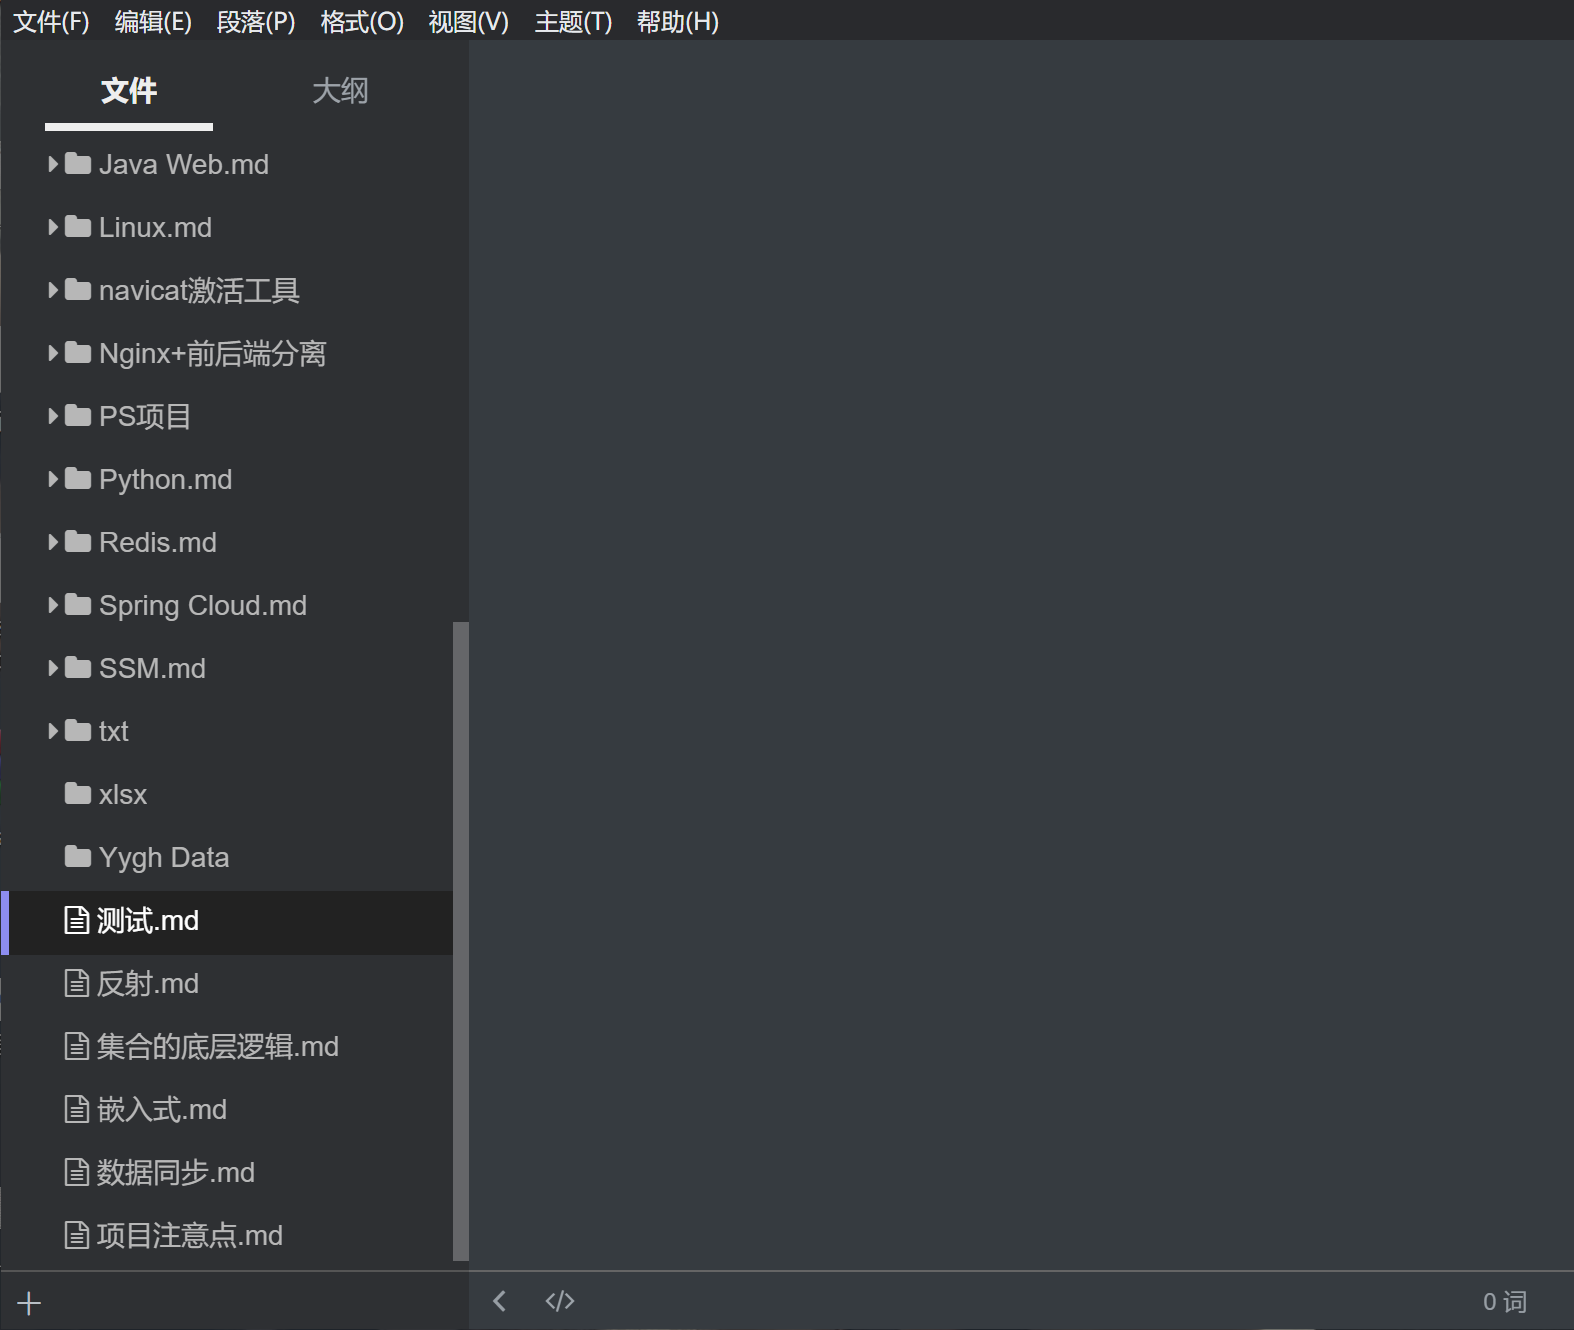 文件(F) 编辑(E) 段落(P) 格式(O) 视图(V) 主题(T) 帮助(H)
文件 大纲
Java Web.md
Linux.md
navicat激活工具
Nginx+前后端分离
PS项目
Python.md
Redis.md
Spring Cloud.md
SSM.md
txt
xlsx
Yygh Data
测试.md
反射.md
集合的底层逻辑.md
嵌入式.md
数据同步.md
项目注意点.md
0 词